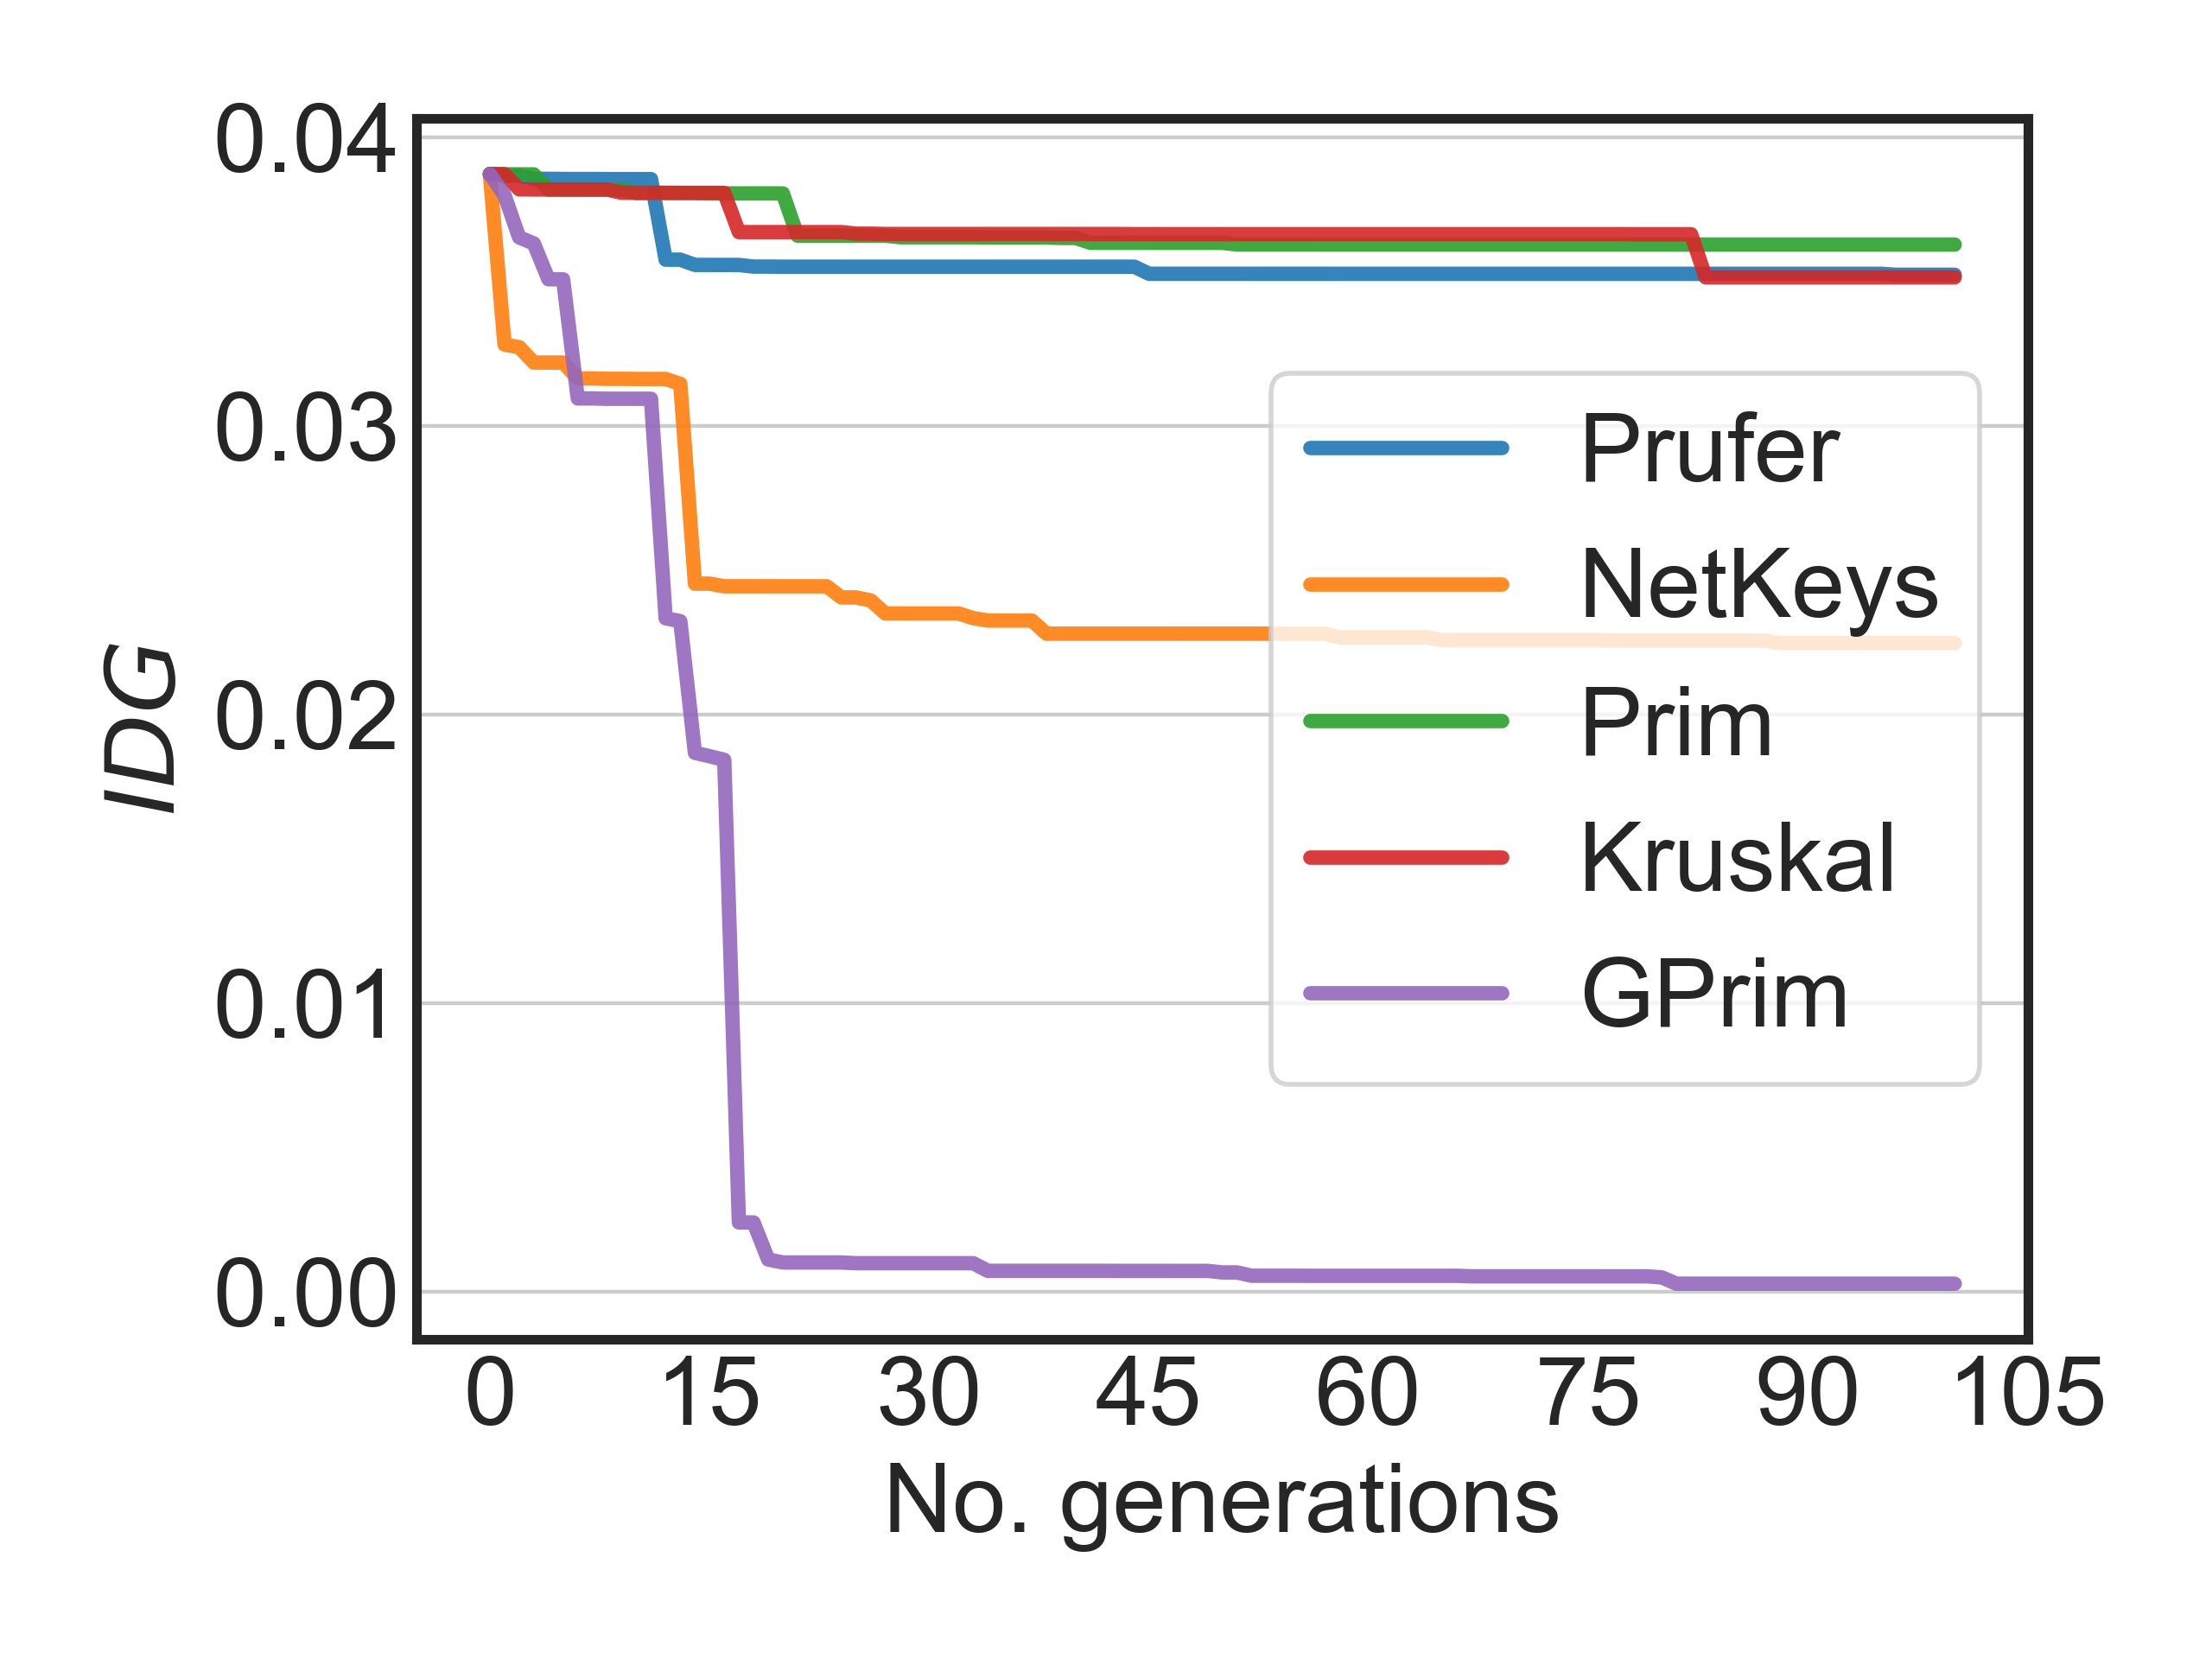 0.04
0.03
0.02
0.01
0.00
IDG
0 15 30 45 60 75 90 105
No. generations
Prufer
NetKeys
Prim
Kruskal
GPrim